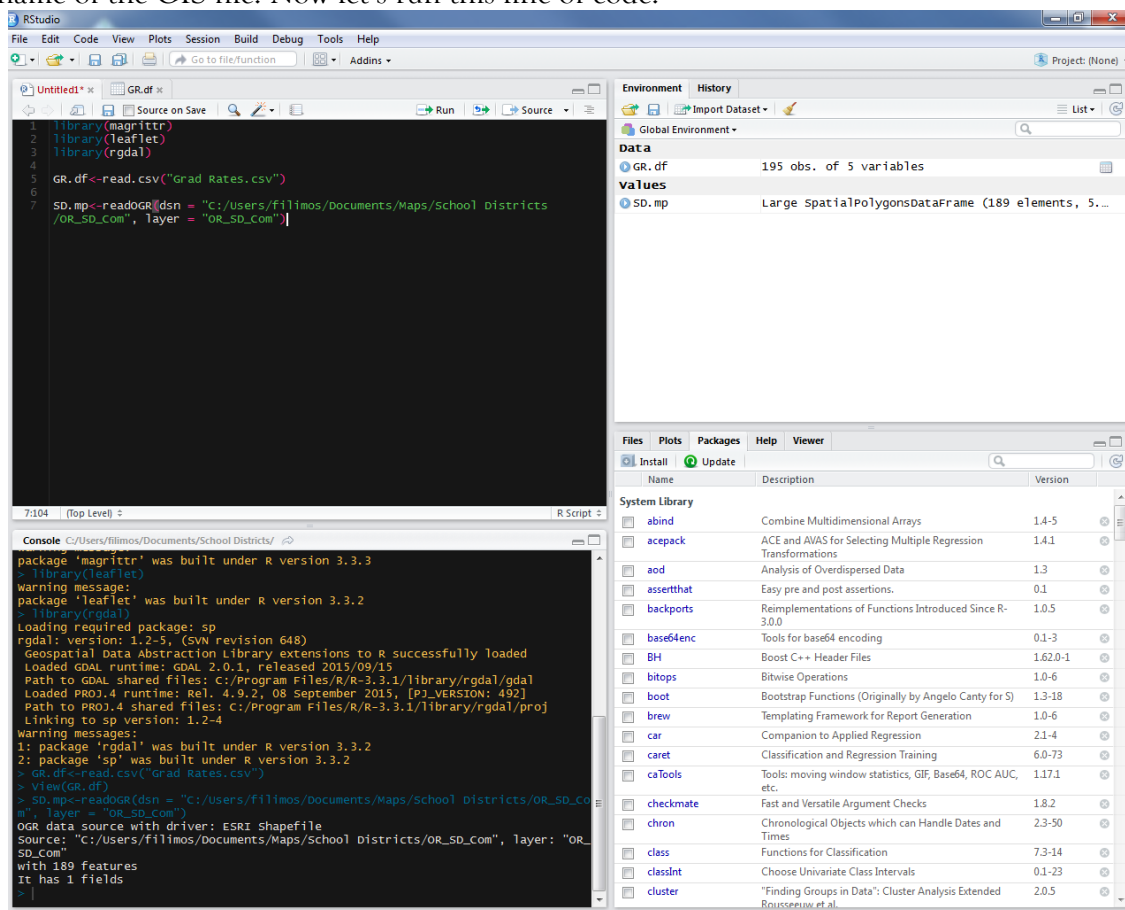 name of the GIS file. Now let's run this line of code.
RStudio
File Edit Code View Plots Session Build Debug Tools Help
Go to file/function
Addins
Project: (None)
Untitled1* × GR.df ×
Source on Save
Run
Source
1 library(magrittr)
2 library(leaflet)
3 library(rgdal)
4
5 GR.df<-read.csv("Grad Rates.csv")
6
7 SD.mp<-readOGR(dsn = "C:/Users/filimos/Documents/Maps/School Districts
/OR_SD_Com", layer = "OR_SD_Com")
7:104 (Top Level) R Script
Console C:/Users/filimos/Documents/School Districts/
package 'magrittr' was built under R version 3.3.3
> library(leaflet)
Warning message:
package 'leaflet' was built under R version 3.3.2
> library(rgdal)
Loading required package: sp
rgdal: version: 1.2-5, (SVN revision 648)
Geospatial Data Abstraction Library extensions to R successfully loaded
Loaded GDAL runtime: GDAL 2.0.1, released 2015/09/15
Path to GDAL shared files: C:/Program Files/R/R-3.3.1/library/rgdal/gdal
Loaded PROJ.4 runtime: Rel. 4.9.2, 08 September 2015, [PJ_VERSION: 492]
Path to PROJ.4 shared files: C:/Program Files/R/R-3.3.1/library/rgdal/proj
Linking to sp version: 1.2-4
Warning messages:
1: package 'rgdal' was built under R version 3.3.2
2: package 'sp' was built under R version 3.3.2
> GR.df<-read.csv("Grad Rates.csv")
> View(GR.df)
> SD.mp<-readOGR(dsn = "C:/Users/filimos/Documents/Maps/School Districts/OR_SD_Co
m", layer = "OR_SD_Com")
OGR data source with driver: ESRI Shapefile
Source: "C:/Users/filimos/Documents/Maps/School Districts/OR_SD_Com", layer: "OR_
SD_Com"
with 189 features
It has 1 fields
>
Environment History
Import Dataset
List
Global Environment
Data
GR.df 195 obs. of 5 variables
Values
SD.mp Large SpatialPolygonsDataFrame (189 elements, 5.…
Files Plots Packages Help Viewer
Install Update
Name Description Version
System Library
abind Combine Multidimensional Arrays 1.4-5
acepack ACE and AVAS for Selecting Multiple Regression 1.4.1
Transformations
aod Analysis of Overdispersed Data 1.3
assertthat Easy pre and post assertions. 0.1
backports Reimplementations of Functions Introduced Since R- 1.0.5
3.0.0
base64enc Tools for base64 encoding 0.1-3
BH Boost C++ Header Files 1.62.0-1
bitops Bitwise Operations 1.0-6
boot Bootstrap Functions (Originally by Angelo Canty for S) 1.3-18
brew Templating Framework for Report Generation 1.0-6
car Companion to Applied Regression 2.1-4
caret Classification and Regression Training 6.0-73
caTools Tools: moving window statistics, GIF, Base64, ROC AUC, 1.17.1
etc.
checkmate Fast and Versatile Argument Checks 1.8.2
chron Chronological Objects which can Handle Dates and 2.3-50
Times
class Functions for Classification 7.3-14
classInt Choose Univariate Class Intervals 0.1-23
cluster "Finding Groups in Data": Cluster Analysis Extended 2.0.5
Rousseeuw et al.